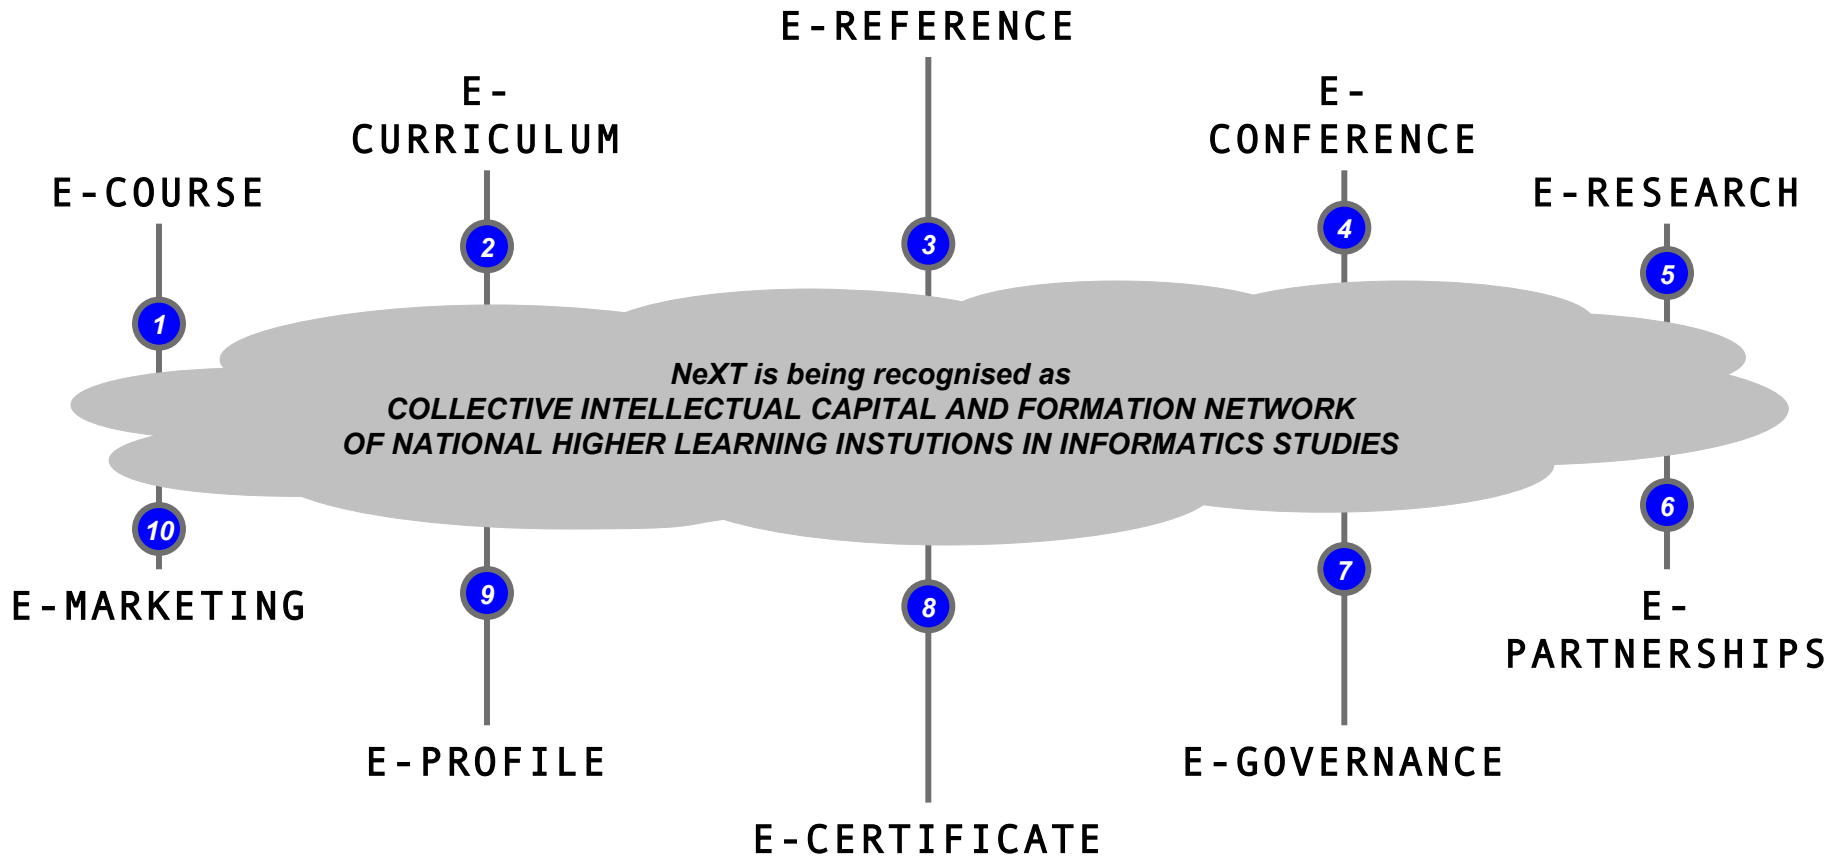 E-REFERENCE
E-
CURRICULUM
E-
CONFERENCE
E-COURSE
E-RESEARCH
2
3
4
5
1
NeXT is being recognised as
COLLECTIVE INTELLECTUAL CAPITAL AND FORMATION NETWORK
OF NATIONAL HIGHER LEARNING INSTUTIONS IN INFORMATICS STUDIES
10
9
8
7
6
E-MARKETING
E-
PARTNERSHIPS
E-PROFILE
E-GOVERNANCE
E-CERTIFICATE